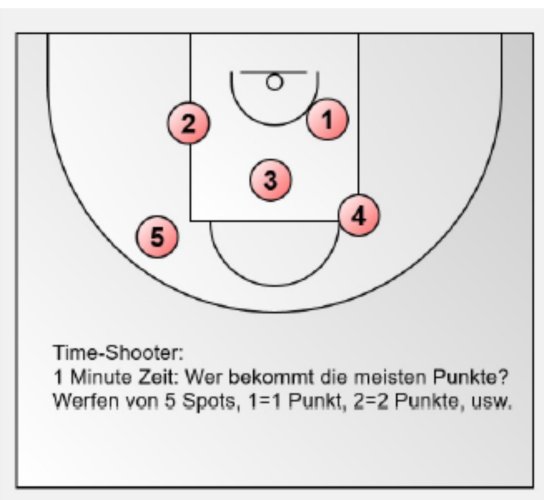 2
1
3
4
5
Time-Shooter:
1 Minute Zeit: Wer bekommt die meisten Punkte?
Werfen von 5 Spots, 1=1 Punkt, 2=2 Punkte, usw.